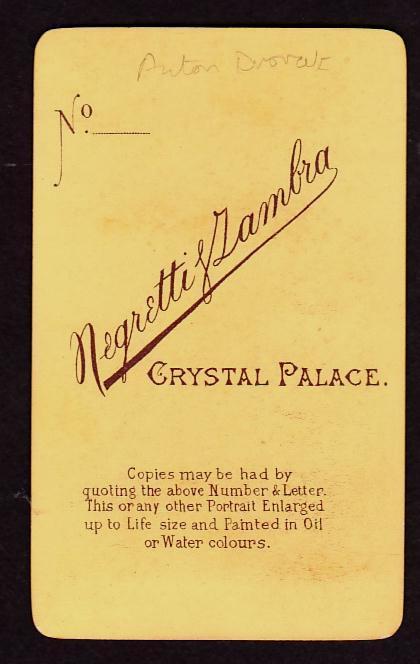 Anton Dvorak
No.
Negretti & Zambra
CRYSTAL PALACE.
Copies may be had by
quoting the above Number & Letter.
This or any other Portrait Enlarged
up to Life size and Painted in Oil
or Water colours.